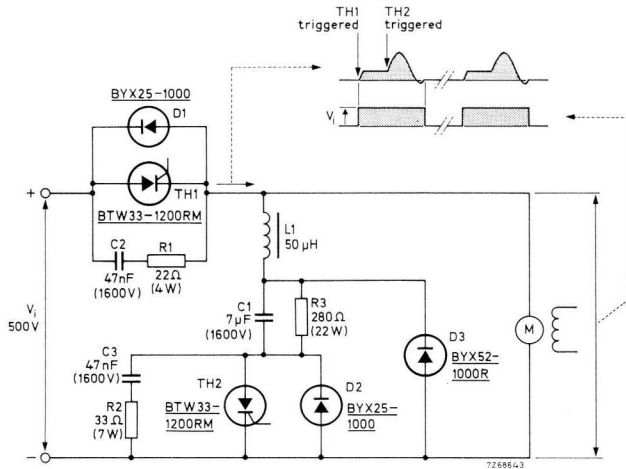 TH1 TH2
triggered triggered
BYX25-1000
D1
Vi
TH1
+
BTW33-1200RM
L1
50 μH
C2 R1
47nF 22Ω
(1600V) (4W)
Vi
500V
C1
7μF
(1600V)
R3
280Ω
(22W)
M
C3
47nF
(1600V)
D3
BYX52-
1000R
TH2
D2
R2
33Ω
(7W)
BTW33-
1200RM
BYX25-
1000
−
7Z68643